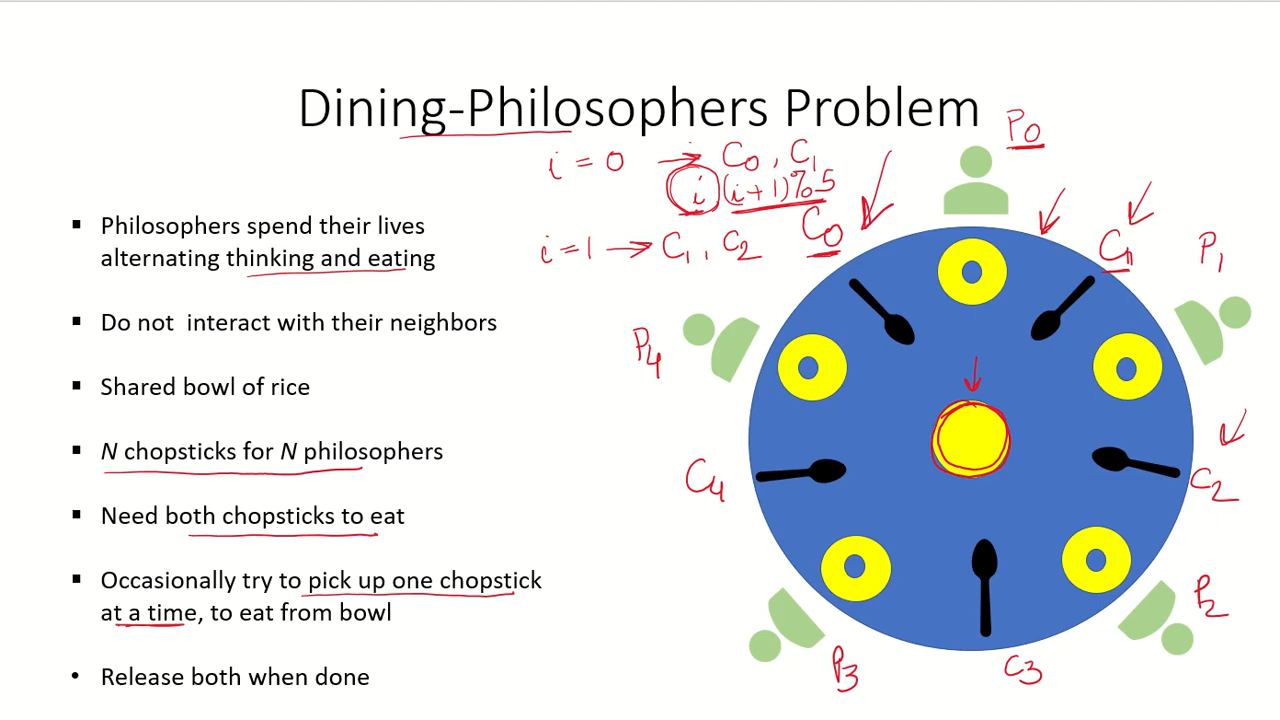 Dining-Philosophers Problem
P0
i = 0 → C0 , C1
i (i+1)%5
i = 1 → C1 , C2
C0
C1
P1
▪ Philosophers spend their lives
alternating thinking and eating
▪ Do not interact with their neighbors
P4
▪ Shared bowl of rice
▪ N chopsticks for N philosophers
C4
C2
▪ Need both chopsticks to eat
▪ Occasionally try to pick up one chopstick
at a time, to eat from bowl
P2
P3
C3
• Release both when done